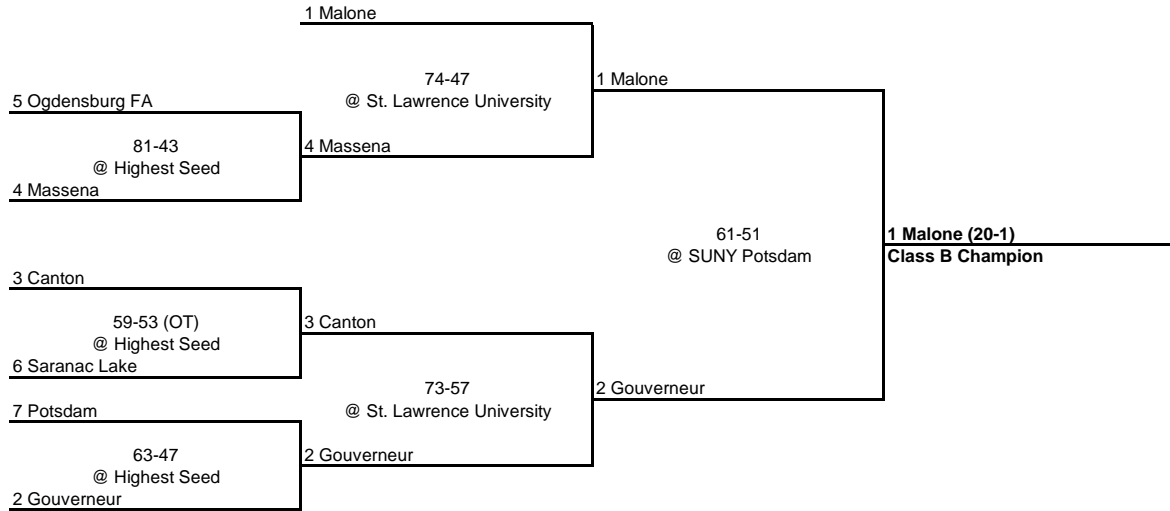 1 Malone
74-47
@ St. Lawrence University
1 Malone
5 Ogdensburg FA
81-43
@ Highest Seed
4 Massena
4 Massena
61-51
@ SUNY Potsdam
1 Malone (20-1)
Class B Champion
3 Canton
59-53 (OT)
@ Highest Seed
3 Canton
6 Saranac Lake
73-57
@ St. Lawrence University
2 Gouverneur
7 Potsdam
63-47
@ Highest Seed
2 Gouverneur
2 Gouverneur